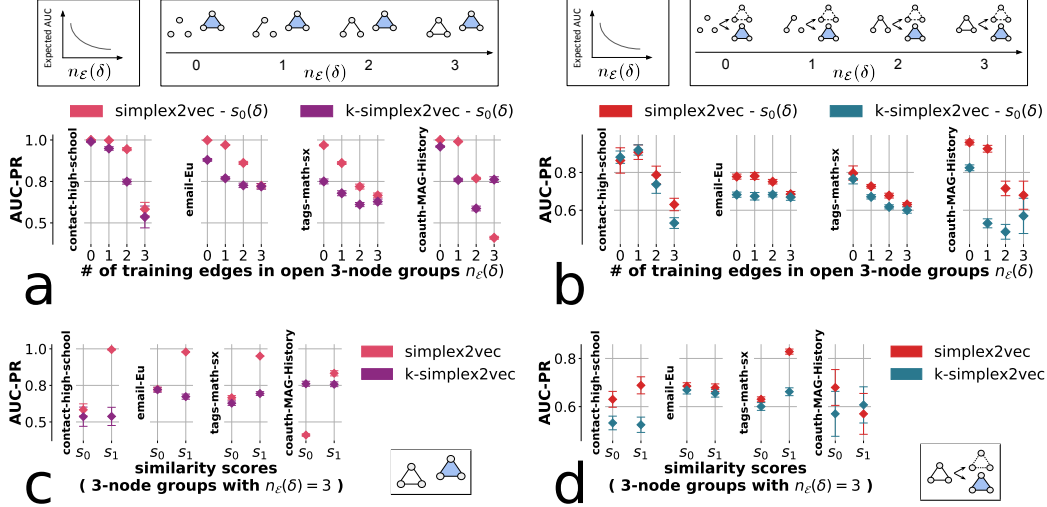 Expected AUC
n_ℰ(δ)
0 1 2 3
n_ℰ(δ)
simplex2vec - s₀(δ)
k-simplex2vec - s₀(δ)
AUC-PR
1.0
0.8
0.5
contact-high-school
email-Eu
tags-math-sx
coauth-MAG-History
0 1 2 3
0 1 2 3
0 1 2 3
0 1 2 3
# of training edges in open 3-node groups n_ℰ(δ)
a
Expected AUC
n_ℰ(δ)
0 1 2 3
n_ℰ(δ)
simplex2vec - s₀(δ)
k-simplex2vec - s₀(δ)
AUC-PR
0.8
0.6
contact-high-school
email-Eu
tags-math-sx
coauth-MAG-History
0 1 2 3
0 1 2 3
0 1 2 3
0 1 2 3
# of training edges in open 3-node groups n_ℰ(δ)
b
AUC-PR
1.0
0.8
0.5
contact-high-school
email-Eu
tags-math-sx
coauth-MAG-History
s₀ s₁
s₀ s₁
s₀ s₁
s₀ s₁
simplex2vec
k-simplex2vec
similarity scores
( 3-node groups with n_ℰ(δ) = 3 )
c
AUC-PR
0.8
0.6
contact-high-school
email-Eu
tags-math-sx
coauth-MAG-History
s₀ s₁
s₀ s₁
s₀ s₁
s₀ s₁
simplex2vec
k-simplex2vec
similarity scores
( 3-node groups with n_ℰ(δ) = 3 )
d